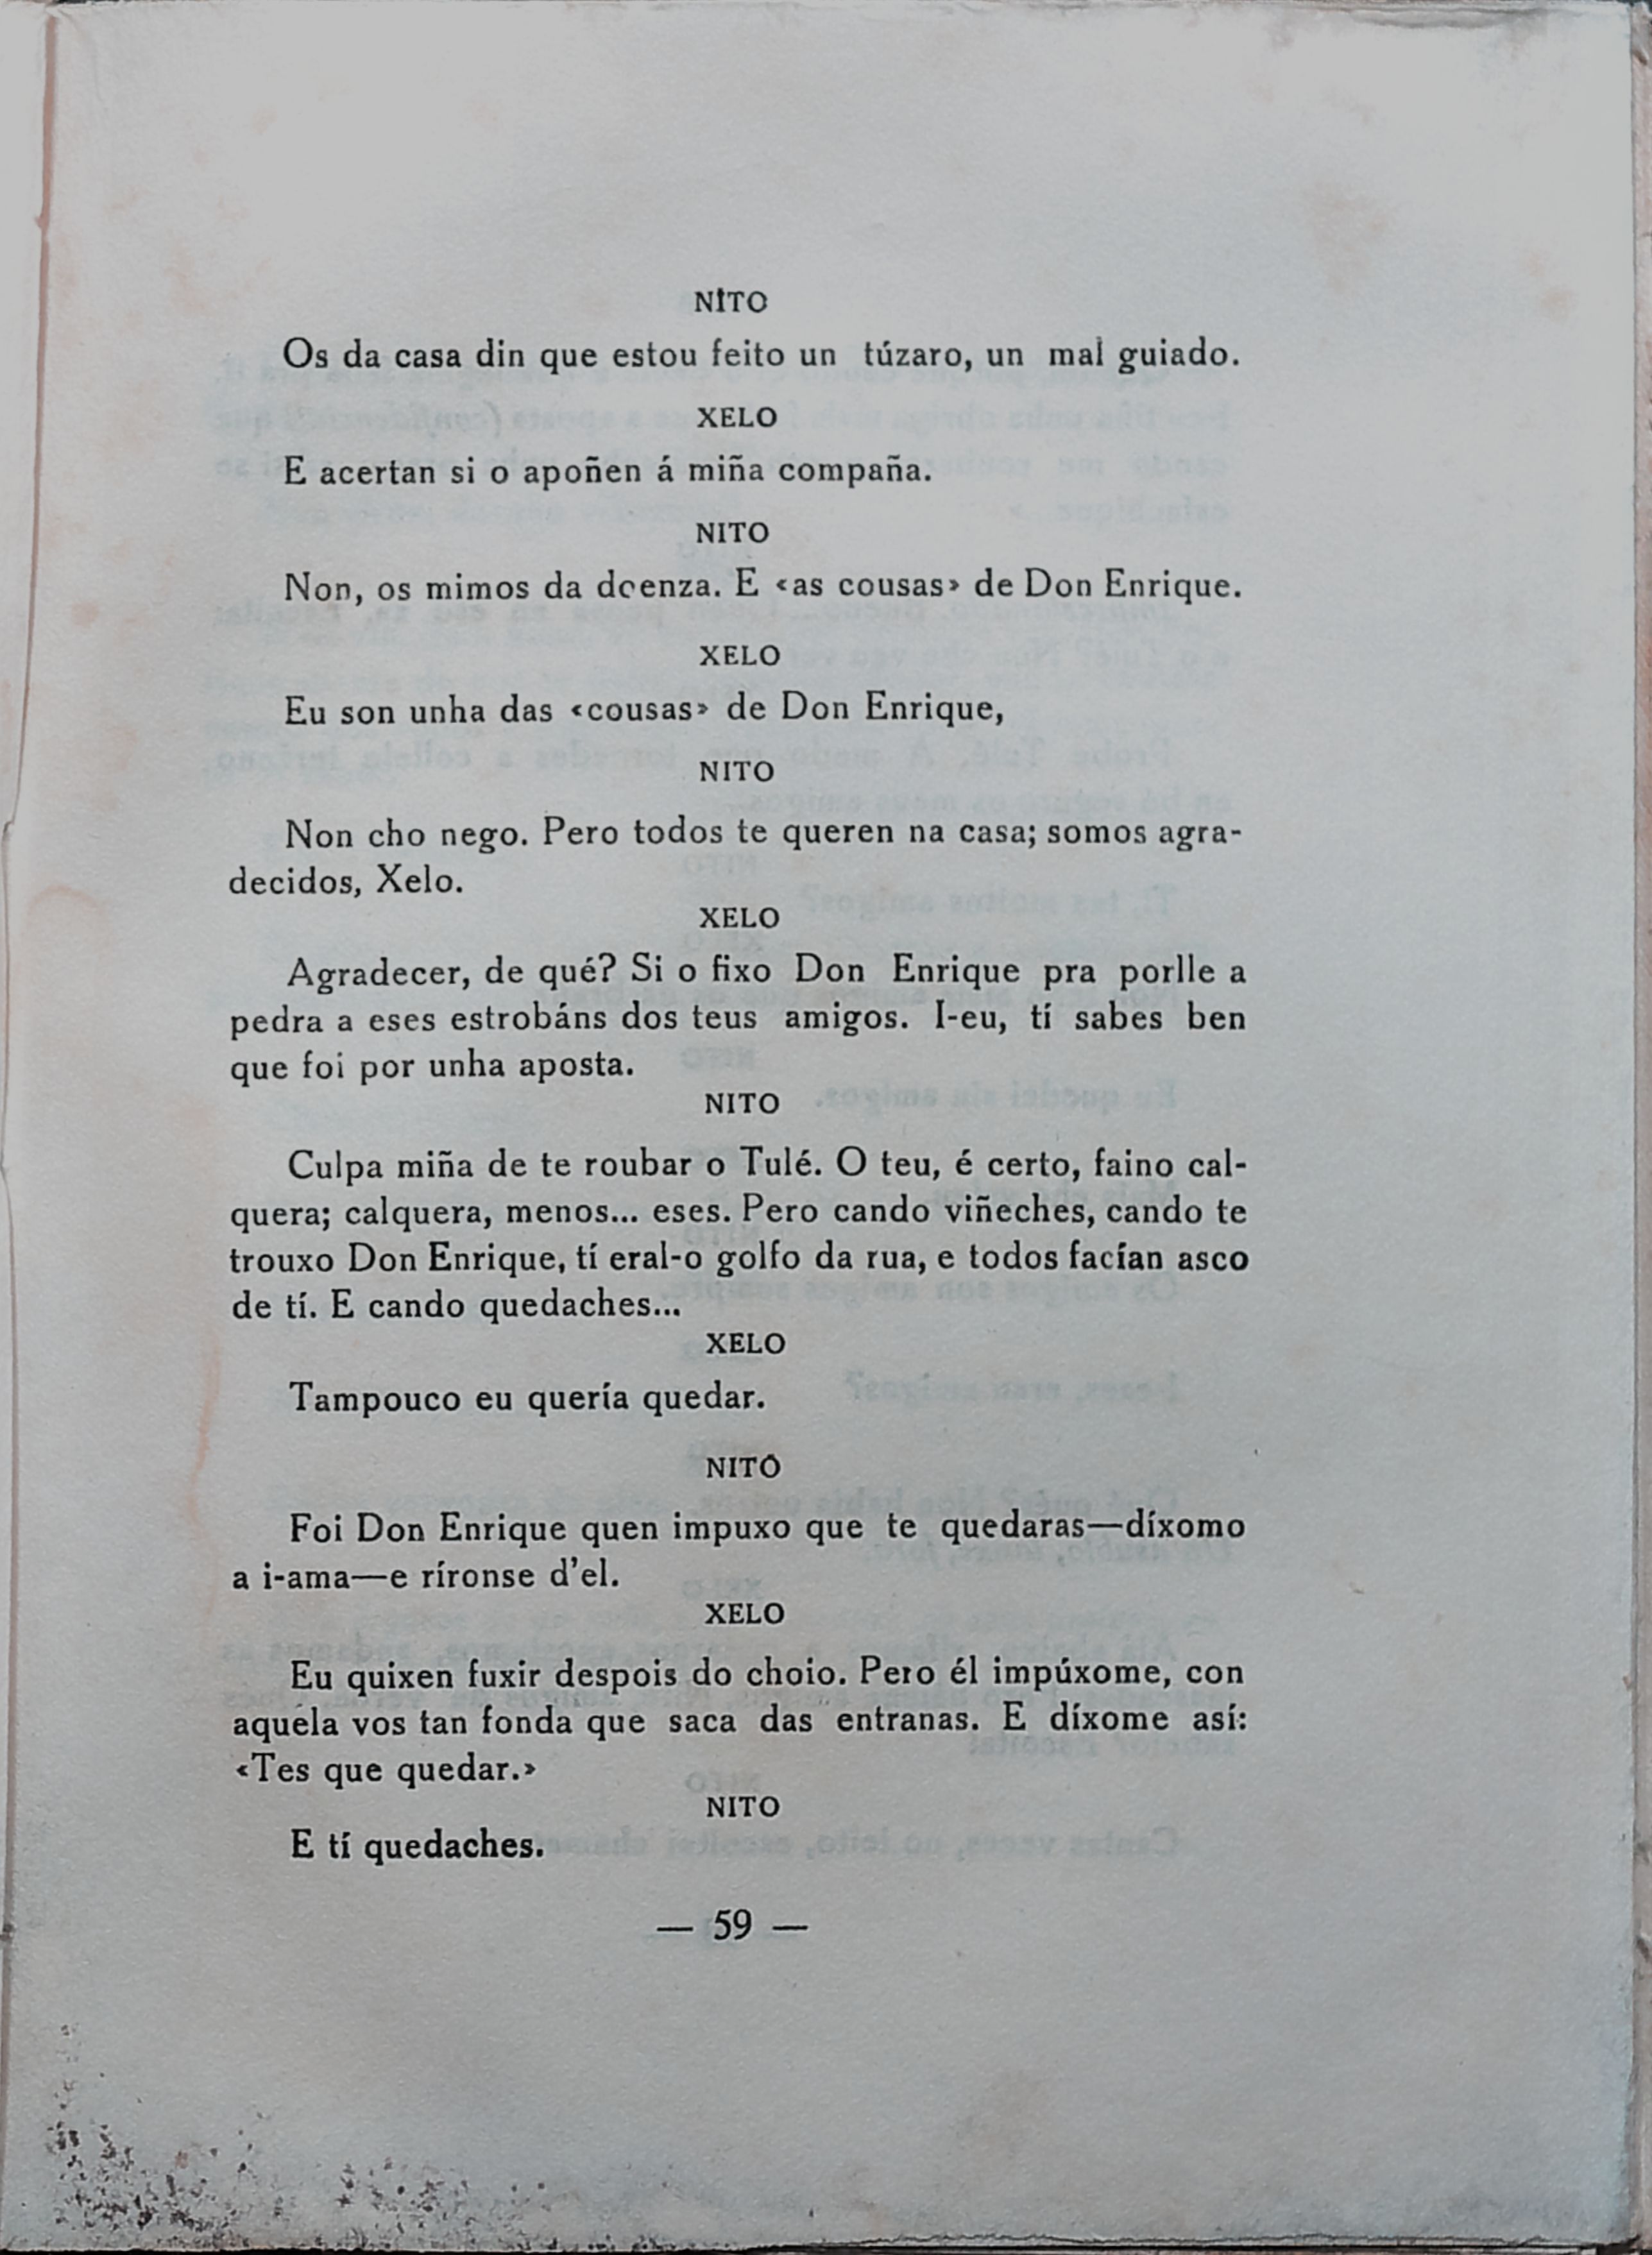 NITO
Os da casa din que estou feito un túzaro, un mal guiado.
XELO
E acertan si o apoñen á miña compaña.
NITO
Non, os mimos da doenza. E «as cousas» de Don Enrique.
XELO
Eu son unha das «cousas» de Don Enrique,
NITO
Non cho nego. Pero todos te queren na casa; somos agra-
decidos, Xelo.
XELO
Agradecer, de qué? Si o fixo Don Enrique pra porlle a
pedra a eses estrobáns dos teus amigos. I-eu, tí sabes ben
que foi por unha aposta.
NITO
Culpa miña de te roubar o Tulé. O teu, é certo, faino cal-
quera; calquera, menos... eses. Pero cando viñeches, cando te
trouxo Don Enrique, tí eral-o golfo da rua, e todos facían asco
de tí. E cando quedaches...
XELO
Tampouco eu quería quedar.
NITO
Foi Don Enrique quen impuxo que te quedaras—díxomo
a i-ama—e ríronse d'el.
XELO
Eu quixen fuxir despois do choio. Pero él impúxome, con
aquela vos tan fonda que saca das entranas. E díxome así:
«Tes que quedar.»
NITO
E tí quedaches.
— 59 —